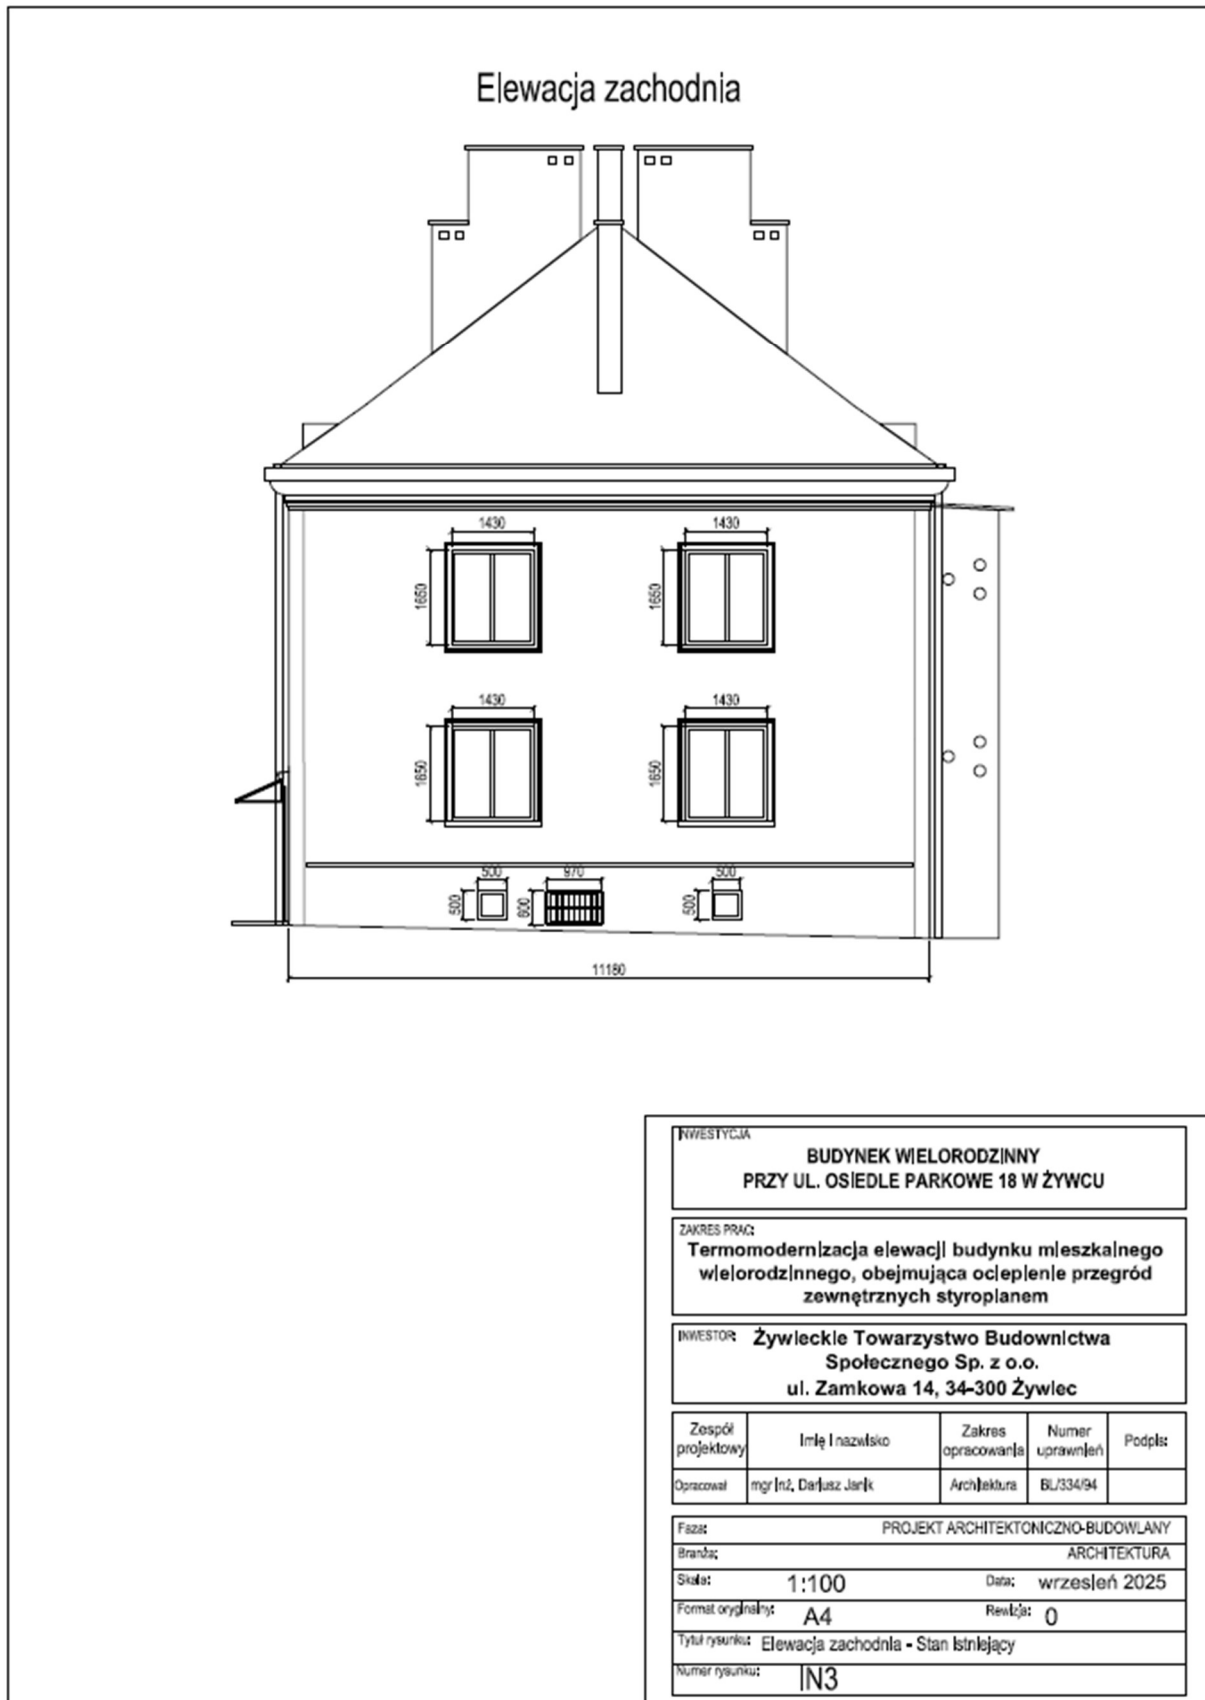 Elewacja zachodnia
1430
1430
1650
1650
1430
1430
1650
1650
500
970
500
500
600
500
11180
INWESTYCJA
BUDYNEK WIELORODZINNY
PRZY UL. OSIEDLE PARKOWE 18 W ŻYWCU
ZAKRES PRAC:
Termomodernizacja elewacji budynku mieszkalnego
wielorodzinnego, obejmująca ocieplenie przegród
zewnętrznych styroplanem
INWESTOR: Żywieckie Towarzystwo Budownictwa
Społecznego Sp. z o.o.
ul. Zamkowa 14, 34-300 Żywiec
Zespół projektowy Imię i nazwisko Zakres opracowania Numer uprawnień Podpis:
Opracował mgr inż. Dariusz Janik Architektura BL/334/94
Faza: PROJEKT ARCHITEKTONICZNO-BUDOWLANY
Branża: ARCHITEKTURA
Skala: 1:100 Data: wrzesień 2025
Format oryginalny: A4 Rewizja: 0
Tytuł rysunku: Elewacja zachodnia - Stan istniejący
Numer rysunku: IN3